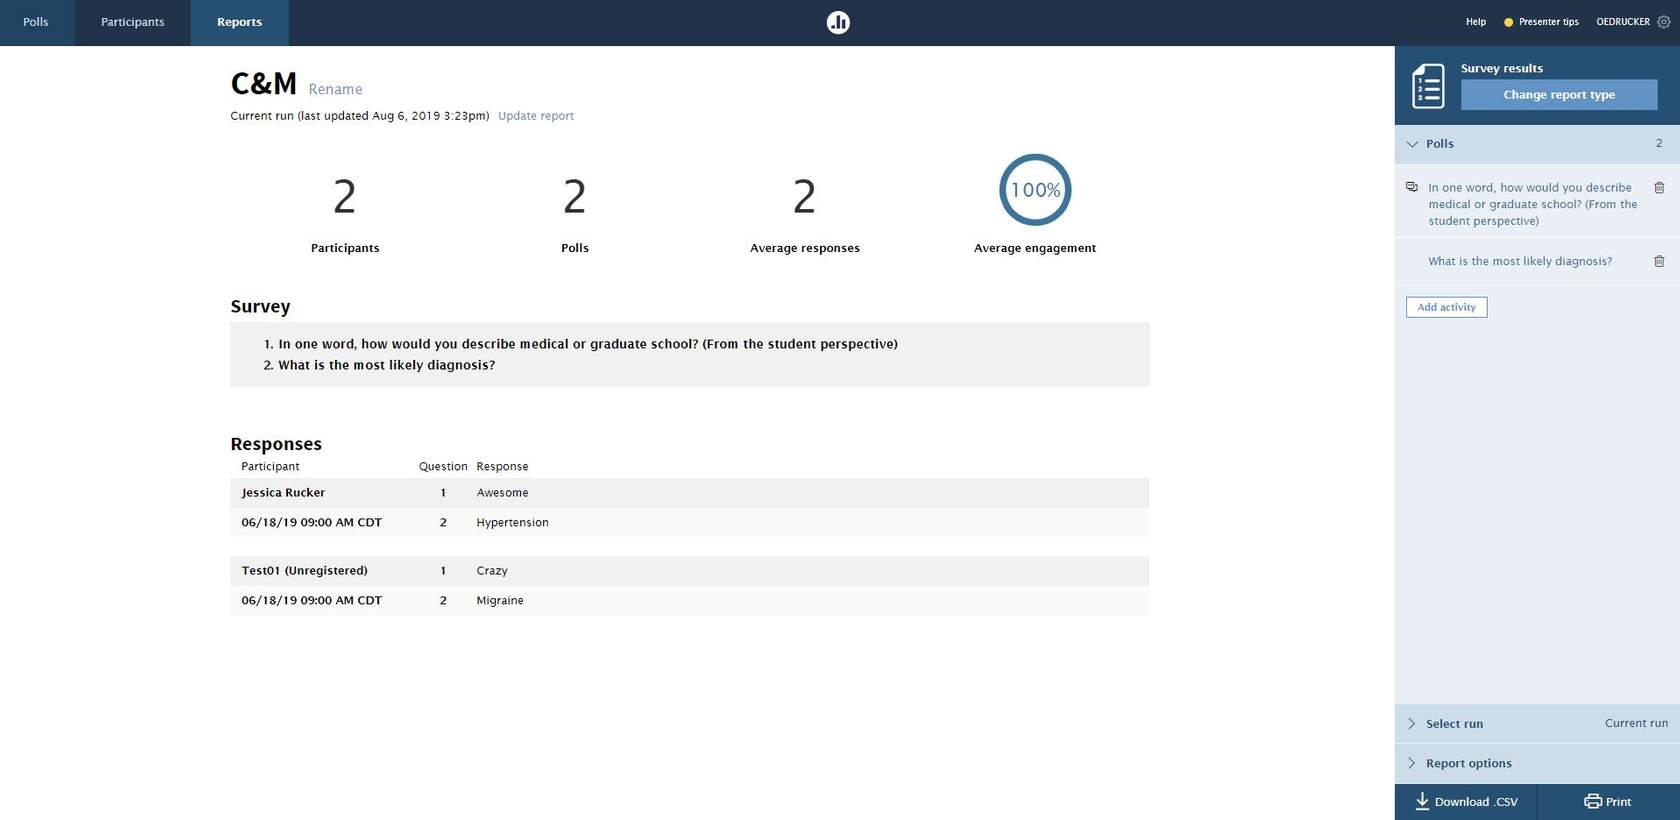 Polls Participants Reports Help Presenter tips OEDRUCKER
C&M Rename
Current run (last updated Aug 6, 2019 3:23pm) Update report
2 2 2 100%
Participants Polls Average responses Average engagement
Survey
1. In one word, how would you describe medical or graduate school? (From the student perspective)
2. What is the most likely diagnosis?
Responses
Participant Question Response
Jessica Rucker 1 Awesome
06/18/19 09:00 AM CDT 2 Hypertension
Test01 (Unregistered) 1 Crazy
06/18/19 09:00 AM CDT 2 Migraine
1
2
3
Survey results
Change report type
Polls 2
In one word, how would you describe
medical or graduate school? (From the
student perspective)
What is the most likely diagnosis?
Add activity
Select run Current run
Report options
Download .CSV Print